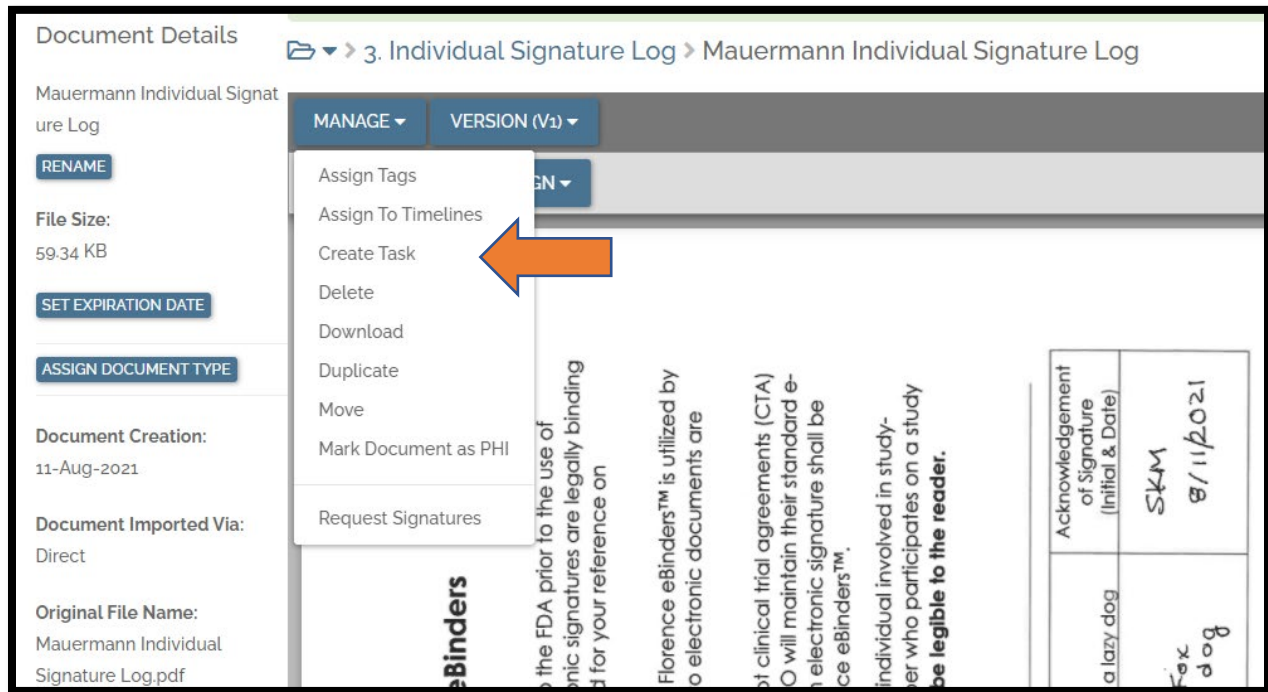 Document Details
3. Individual Signature Log > Mauermann Individual Signature Log
Mauermann Individual Signat
ure Log
RENAME
File Size:
59.34 KB
SET EXPIRATION DATE
ASSIGN DOCUMENT TYPE
Document Creation:
11-Aug-2021
Document Imported Via:
Direct
Original File Name:
Mauermann Individual
Signature Log.pdf
MANAGE
VERSION (V1)
GN
Assign Tags
Assign To Timelines
Create Task
Delete
Download
Duplicate
Move
Mark Document as PHI
Request Signatures
eBinders
the FDA prior to the use of
onic signatures are legally binding
d for your reference on
Florence eBinders™ is utilized by
o electronic documents are
ot clinical trial agreements (CTA)
O will maintain their standard e-
n electronic signature shall be
ce eBinders™.
individual involved in study-
per who participates on a study
be legible to the reader.
Acknowledgement
of Signature
(Initial & Date)
SKM
8/11/2021
a lazy dog
Fox
dog